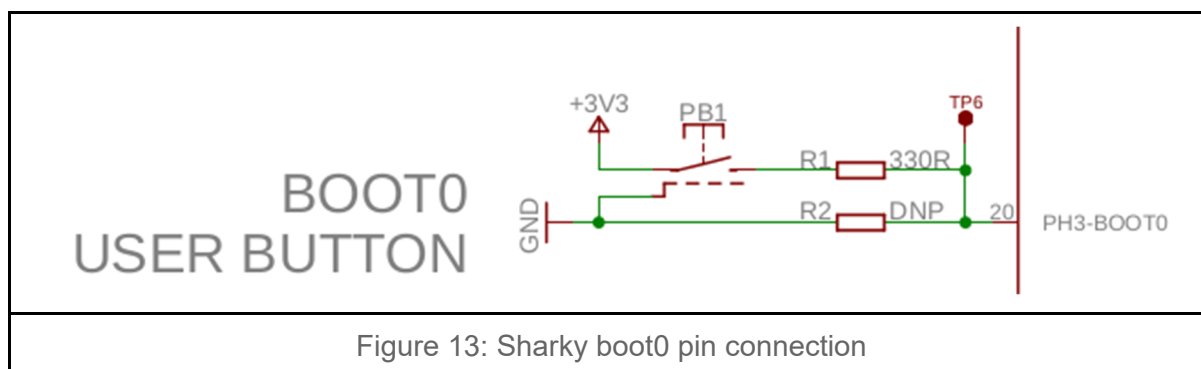 +3V3
PB1
TP6
R1 330R
BOOT0
USER BUTTON
GND
R2 DNP
20
PH3-BOOT0
Figure 13: Sharky boot0 pin connection